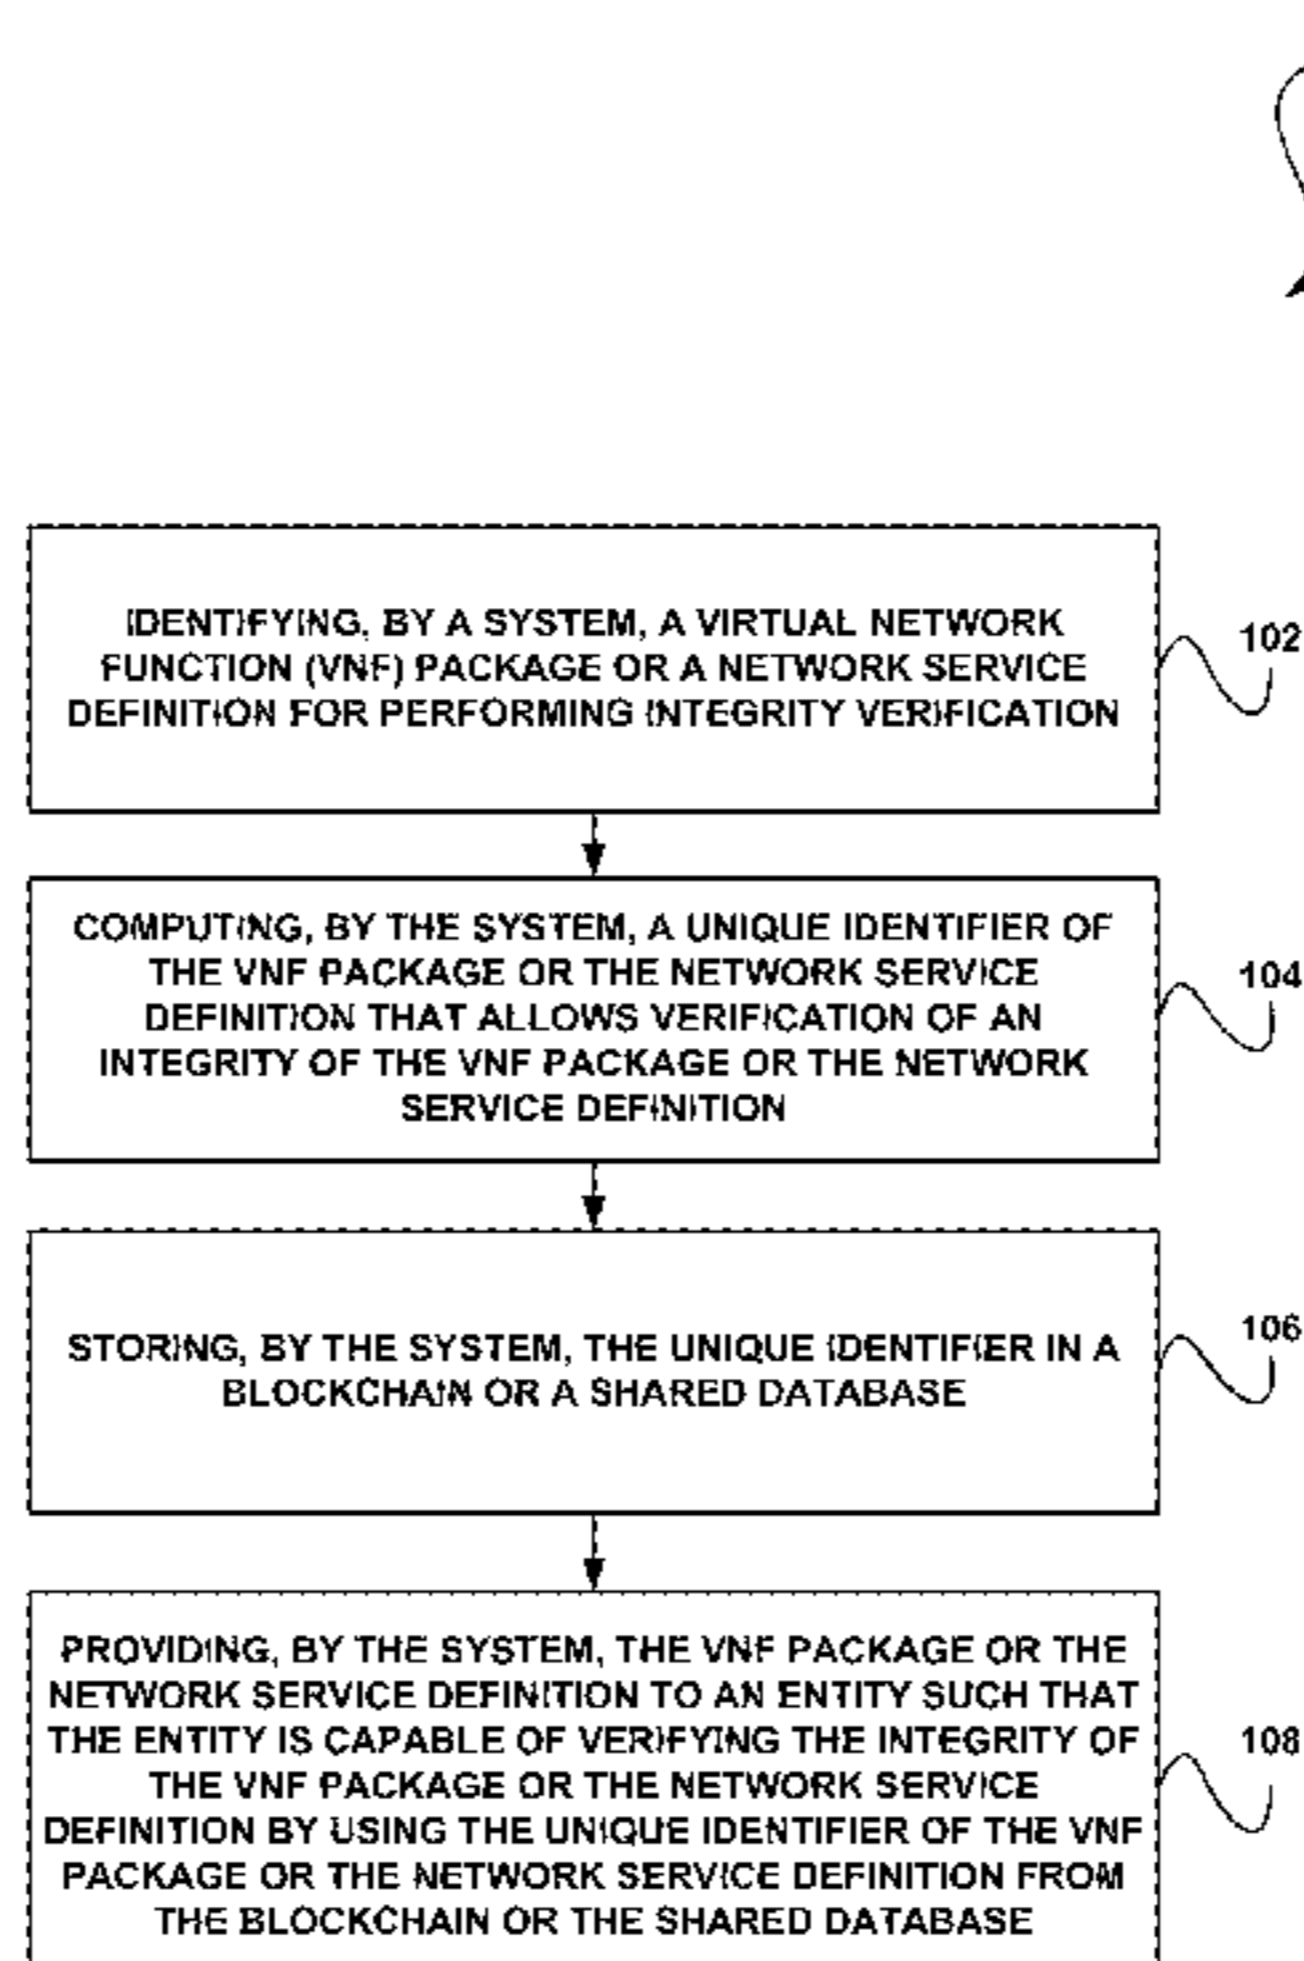 IDENTIFYING, BY A SYSTEM, A VIRTUAL NETWORK
FUNCTION (VNF) PACKAGE OR A NETWORK SERVICE
DEFINITION FOR PERFORMING INTEGRITY VERIFICATION
102
COMPUTING, BY THE SYSTEM, A UNIQUE IDENTIFIER OF
THE VNF PACKAGE OR THE NETWORK SERVICE
DEFINITION THAT ALLOWS VERIFICATION OF AN
INTEGRITY OF THE VNF PACKAGE OR THE NETWORK
SERVICE DEFINITION
104
STORING, BY THE SYSTEM, THE UNIQUE IDENTIFIER IN A
BLOCKCHAIN OR A SHARED DATABASE
106
PROVIDING, BY THE SYSTEM, THE VNF PACKAGE OR THE
NETWORK SERVICE DEFINITION TO AN ENTITY SUCH THAT
THE ENTITY IS CAPABLE OF VERIFYING THE INTEGRITY OF
THE VNF PACKAGE OR THE NETWORK SERVICE
DEFINITION BY USING THE UNIQUE IDENTIFIER OF THE VNF
PACKAGE OR THE NETWORK SERVICE DEFINITION FROM
THE BLOCKCHAIN OR THE SHARED DATABASE
108